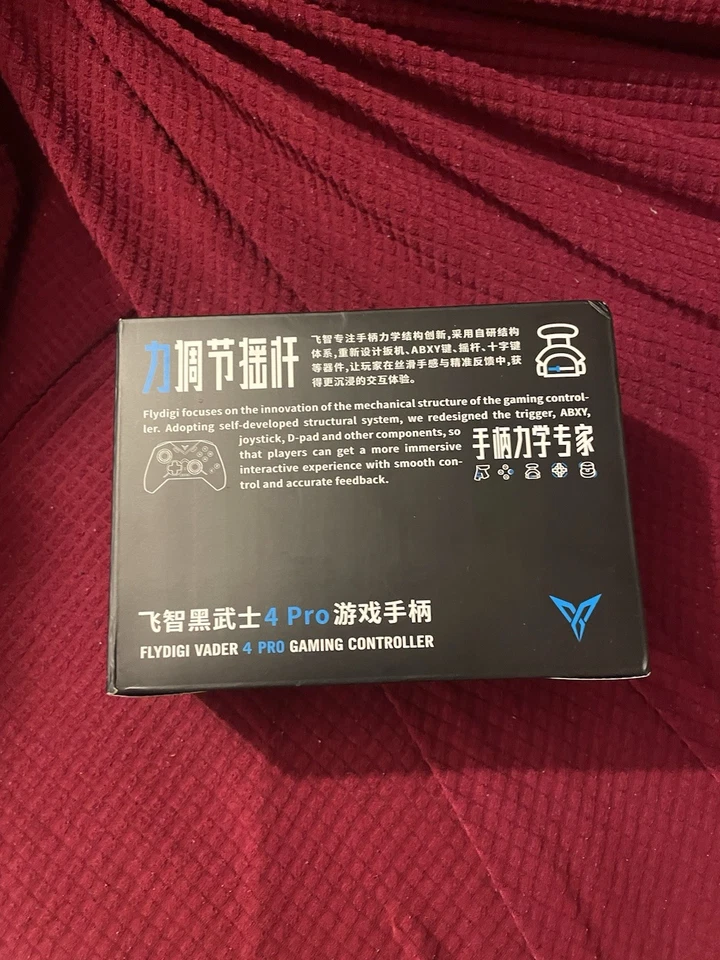 力调节摇杆
飞智专注手柄力学结构创新,采用自研结构
体系,重新设计扳机、ABXY键、摇杆、十字键
等器件,让玩家在丝滑手感与精准反馈中,获
得更沉浸的交互体验。
Flydigi focuses on the innovation of the mechanical structure of the gaming control-
ler. Adopting self-developed structural system, we redesigned the trigger, ABXY,
joystick, D-pad and other components, so
that players can get a more immersive
interactive experience with smooth con-
trol and accurate feedback.
手柄力学专家
飞智黑武士4 Pro游戏手柄
FLYDIGI VADER 4 PRO GAMING CONTROLLER